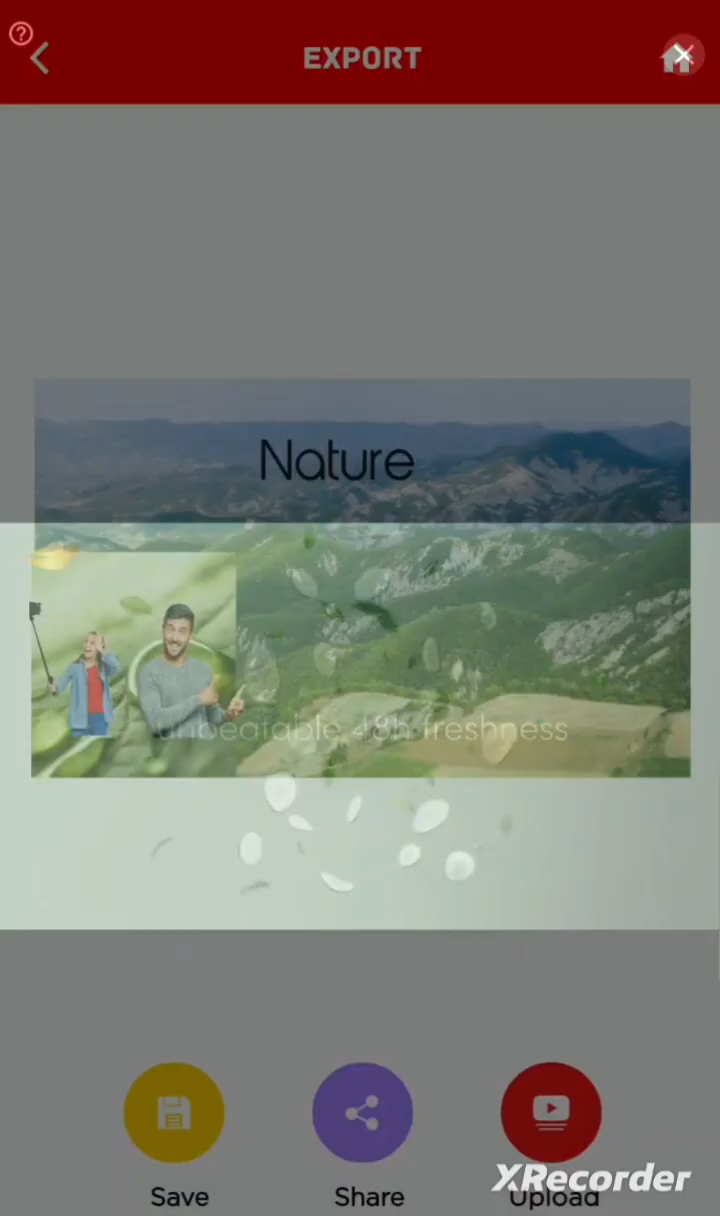 EXPORT
Nature
unbeatable 48h freshness
Save
Share
Upload
XRecorder